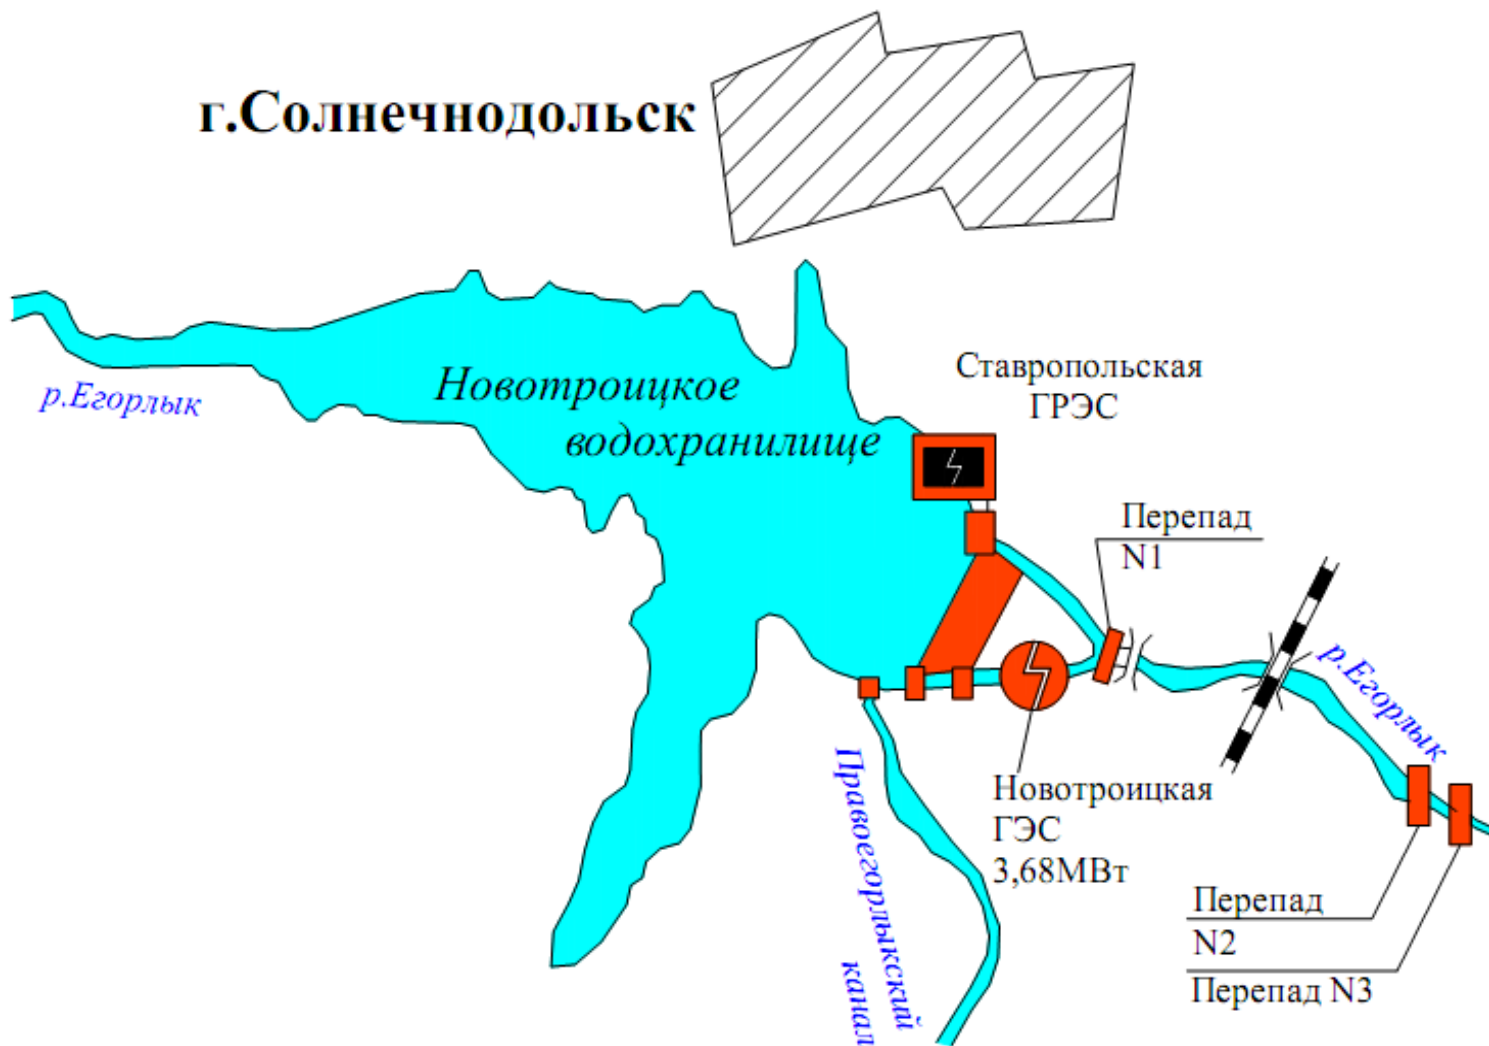 г.Солнечнодольск
р.Егорлык
Новотроицкое
водохранилище
Ставропольская
ГРЭС
Перепад
N1
р.Егорлык
Новотроицкая
ГЭС
3,68МВт
Правоегорлыкский
канал
Перепад
N2
Перепад N3